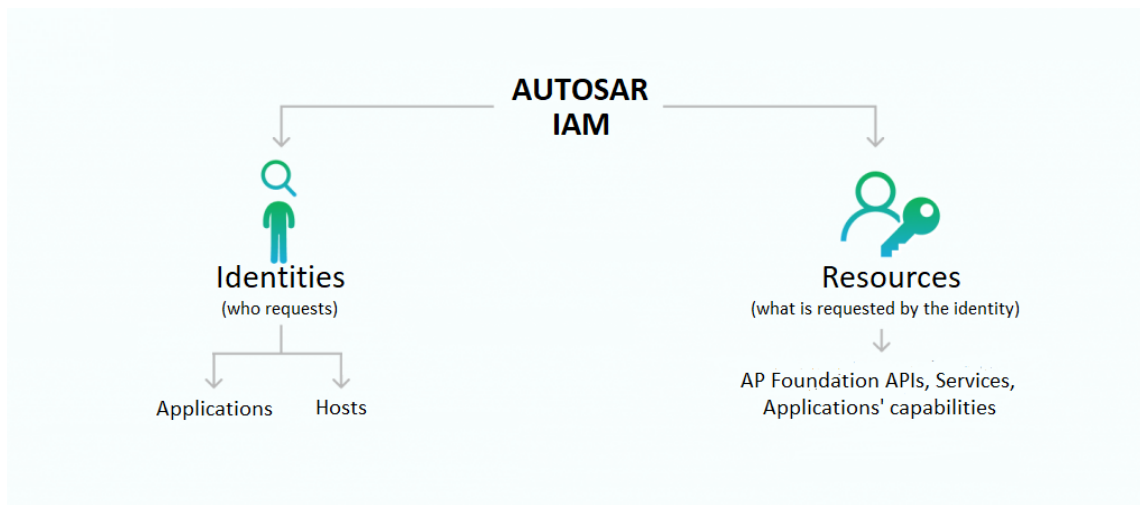 AUTOSAR
IAM
Identities
(who requests)
Applications
Hosts
Resources
(what is requested by the identity)
AP Foundation APIs, Services,
Applications' capabilities